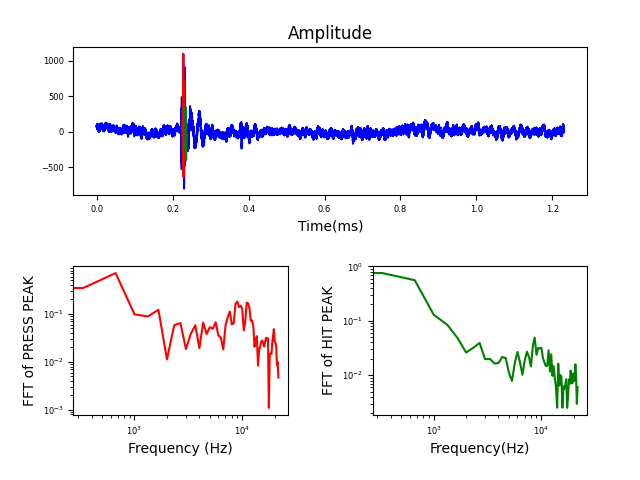 Amplitude
1000
500
0
−500
0.0 0.2 0.4 0.6 0.8 1.0 1.2
Time(ms)
FFT of PRESS PEAK
10⁻¹
10⁻²
10⁻³
10³ 10⁴
Frequency (Hz)
FFT of HIT PEAK
10⁰
10⁻¹
10⁻²
10³ 10⁴
Frequency(Hz)